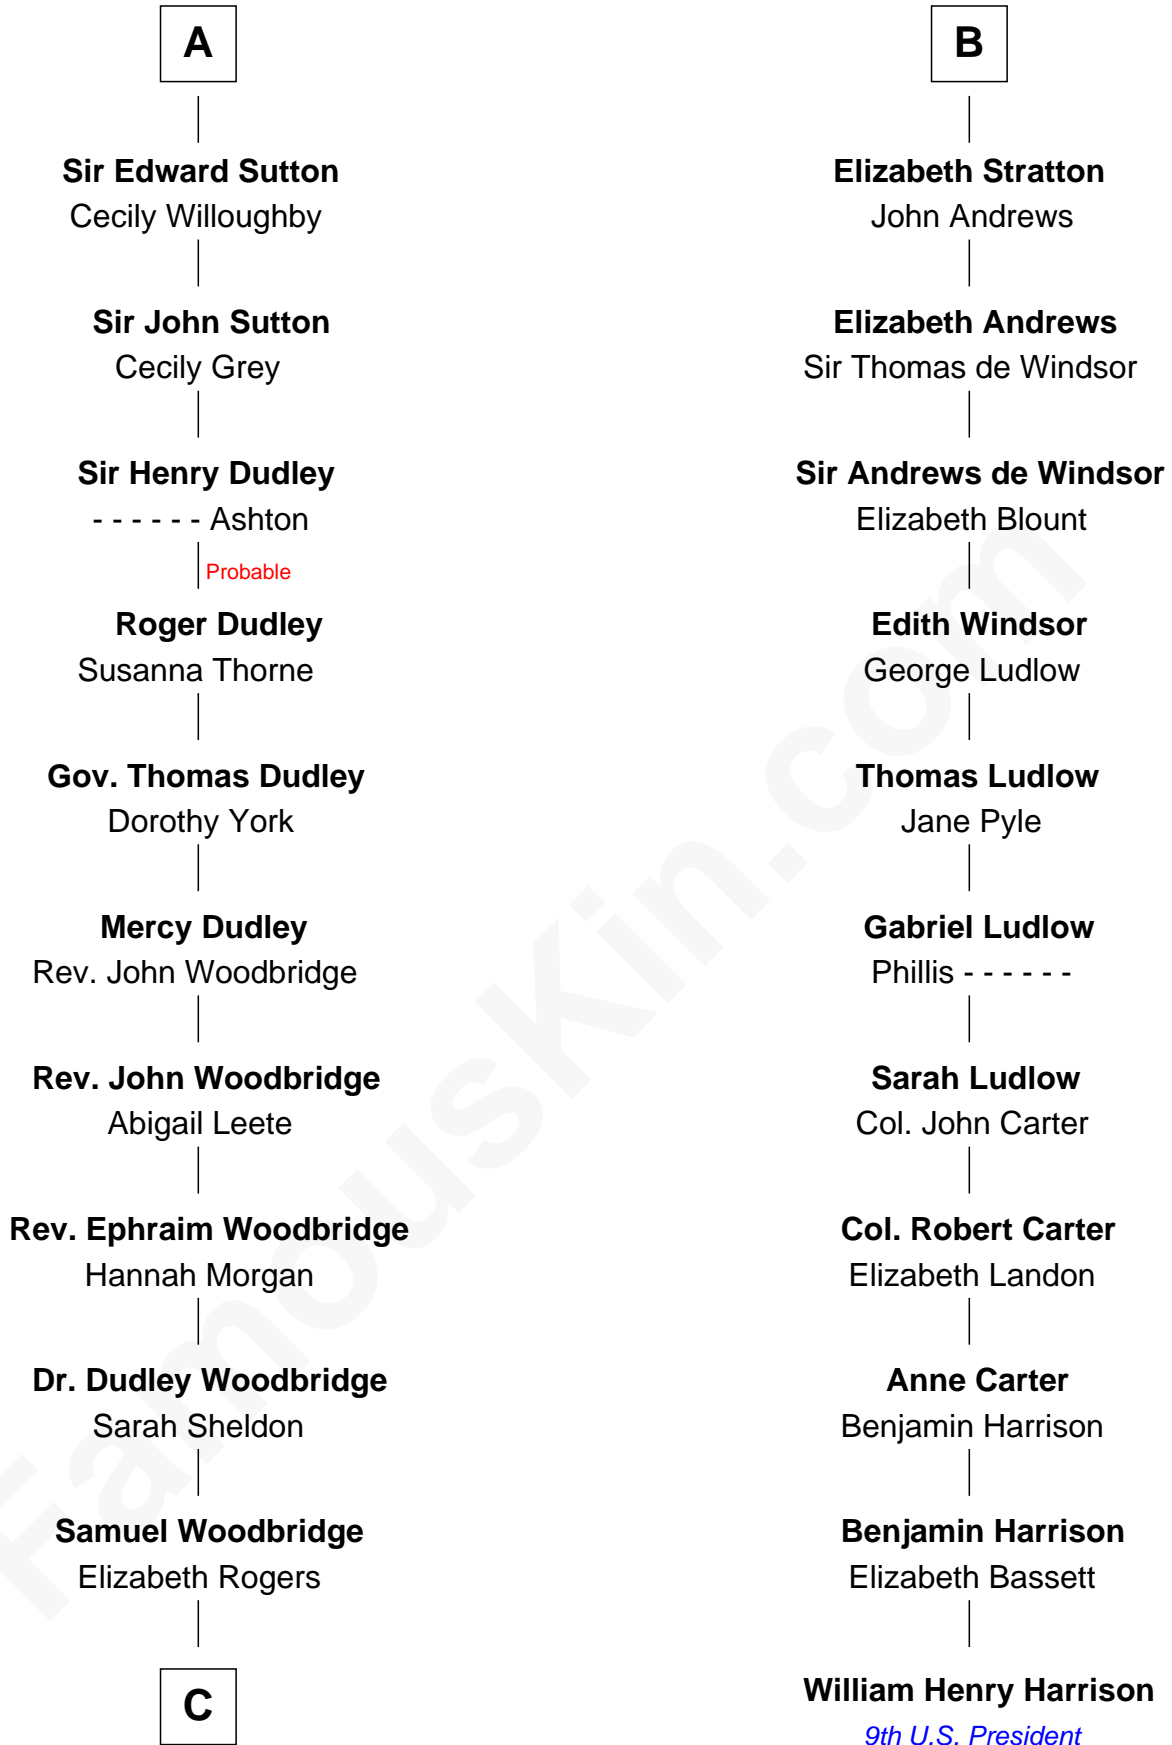 A
Sir Edward Sutton
Cecily Willoughby
Sir John Sutton
Cecily Grey
Sir Henry Dudley
- - - - - - Ashton
Probable
Roger Dudley
Susanna Thorne
Gov. Thomas Dudley
Dorothy York
Mercy Dudley
Rev. John Woodbridge
Rev. John Woodbridge
Abigail Leete
Rev. Ephraim Woodbridge
Hannah Morgan
Dr. Dudley Woodbridge
Sarah Sheldon
Samuel Woodbridge
Elizabeth Rogers
C
B
Elizabeth Stratton
John Andrews
Elizabeth Andrews
Sir Thomas de Windsor
Sir Andrews de Windsor
Elizabeth Blount
Edith Windsor
George Ludlow
Thomas Ludlow
Jane Pyle
Gabriel Ludlow
Phillis - - - - - -
Sarah Ludlow
Col. John Carter
Col. Robert Carter
Elizabeth Landon
Anne Carter
Benjamin Harrison
Benjamin Harrison
Elizabeth Bassett
William Henry Harrison
9th U.S. President
FamousKin.com